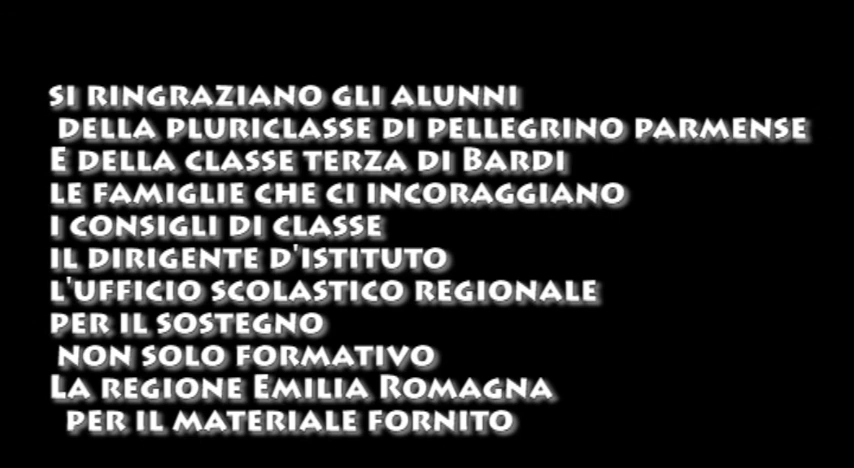 SI RINGRAZIANO GLI ALUNNI
DELLA PLURICLASSE DI PELLEGRINO PARMENSE
E DELLA CLASSE TERZA DI BARDI
LE FAMIGLIE CHE CI INCORAGGIANO
I CONSIGLI DI CLASSE
IL DIRIGENTE D'ISTITUTO
L'UFFICIO SCOLASTICO REGIONALE
PER IL SOSTEGNO
NON SOLO FORMATIVO
LA REGIONE EMILIA ROMAGNA
PER IL MATERIALE FORNITO